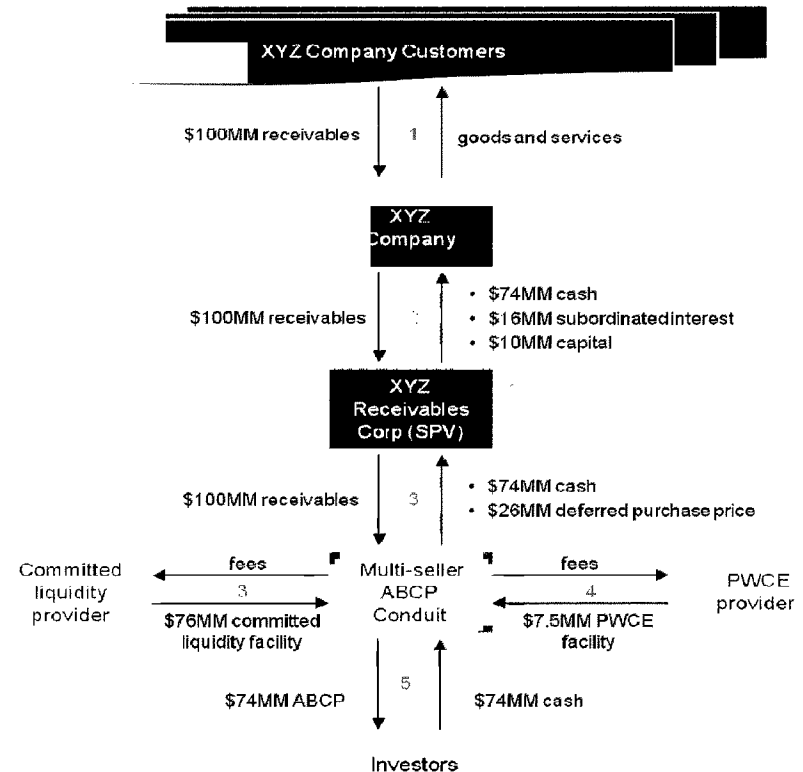 XYZ Company Customers
$100MM receivables
1
goods and services
XYZ
Company
$100MM receivables
• $74MM cash
• $16MM subordinated interest
• $10MM capital
XYZ
Receivables
Corp (SPV)
$100MM receivables
3
• $74MM cash
• $26MM deferred purchase price
Committed
liquidity
provider
fees
3
$76MM committed
liquidity facility
Multi-seller
ABCP
Conduit
fees
4
$7.5MM PWCE
facility
PWCE
provider
$74MM ABCP
5
$74MM cash
Investors